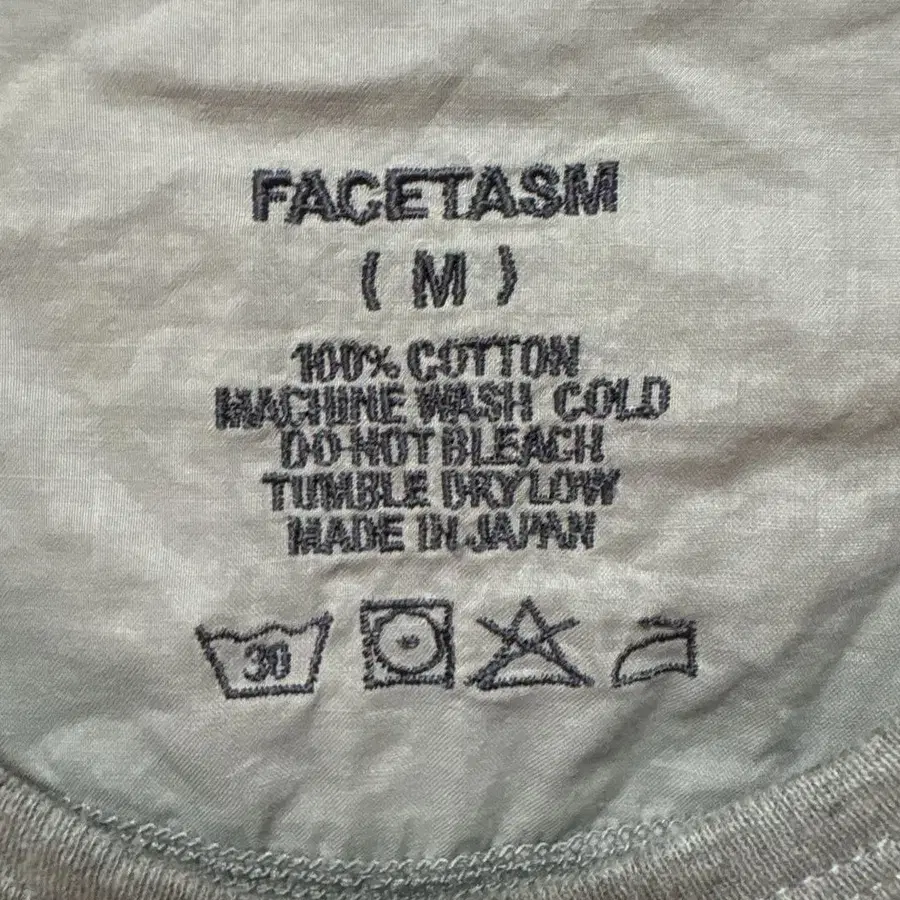 FACETASM
( M )
100% COTTON
MACHINE WASH COLD
DO NOT BLEACH
TUMBLE DRY LOW
MADE IN JAPAN
30